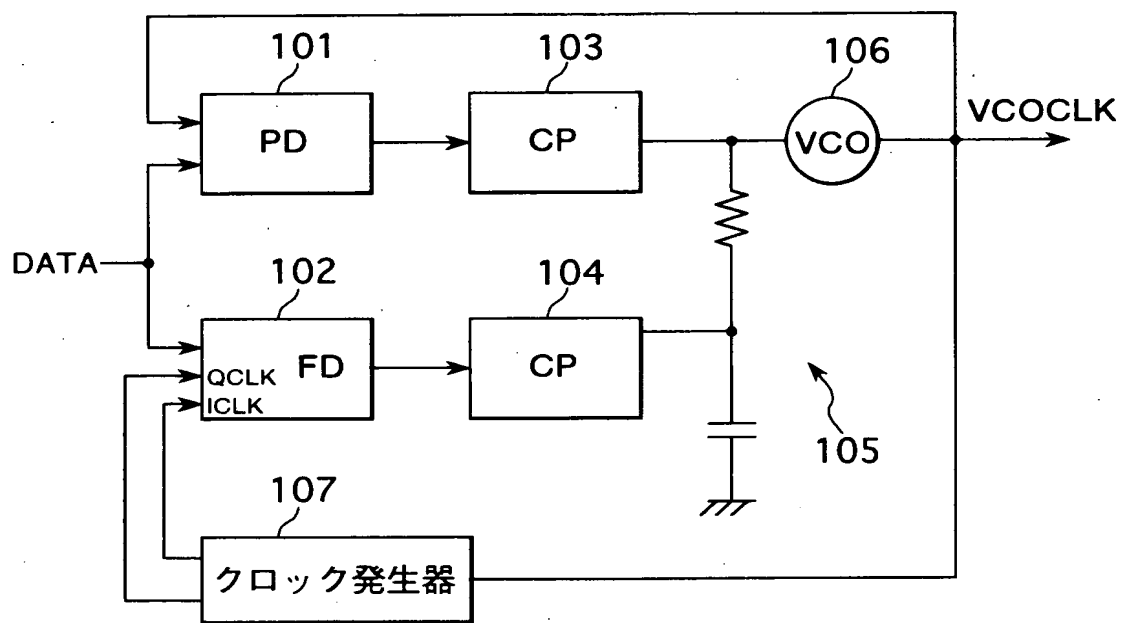 101
103
106
VCOCLK
PD
CP
VCO
DATA
102
104
FD
QCLK
ICLK
CP
105
107
クロック発生器